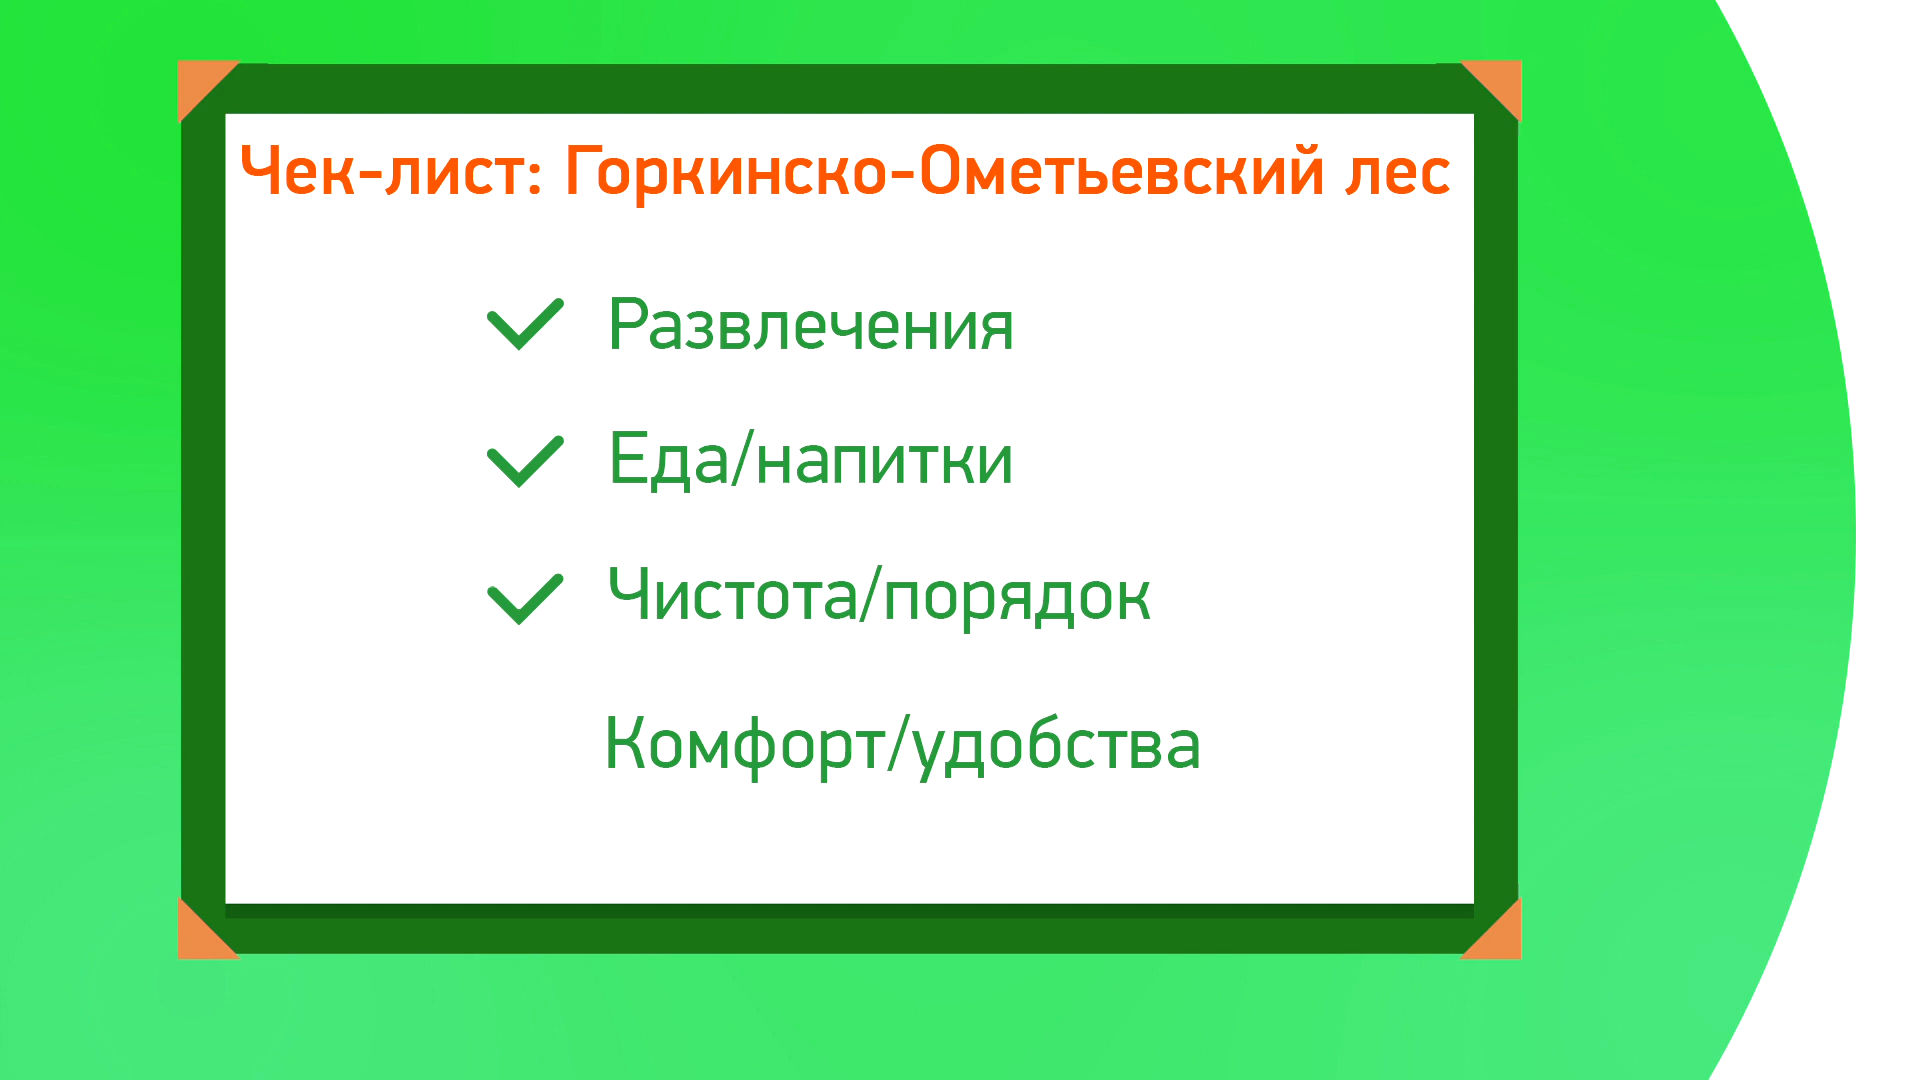 Чек-лист: Горкинско-Ометьевский лес
Развлечения
Еда/напитки
Чистота/порядок
Комфорт/удобства